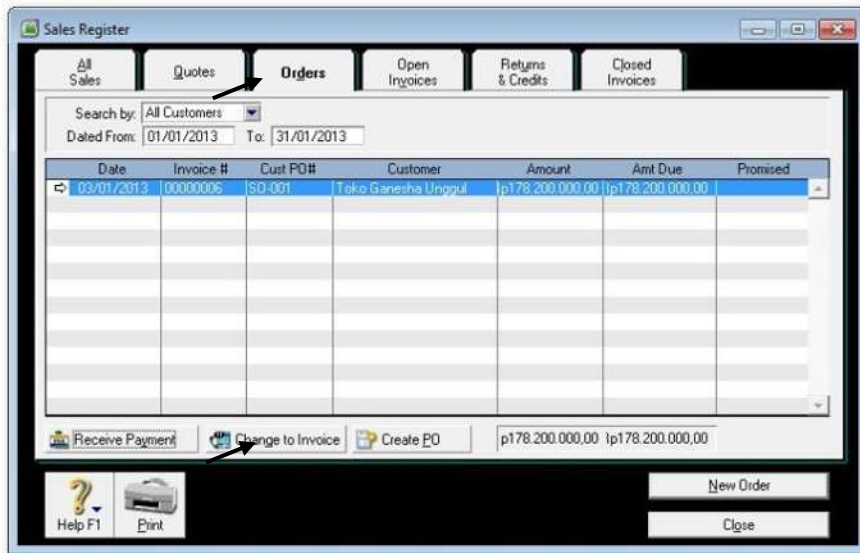 Sales Register
All Sales
Quotes
Orders
Open Invoices
Returns & Credits
Closed Invoices
Search by: All Customers
Dated From: 01/01/2013 To: 31/01/2013
Date Invoice # Cust PO# Customer Amount Amt Due Promised
03/01/2013 00000006 SO-001 Toko Ganesha Unggul p178.200.000,00 p178.200.000,00
Receive Payment Change to Invoice Create PO p178.200.000,00 p178.200.000,00
New Order
Help F1 Print
Close